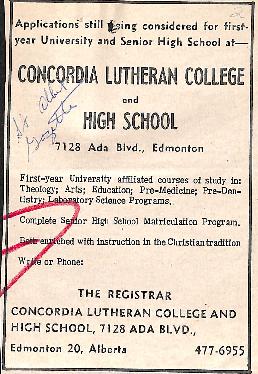 Applications still being considered for first-
year University and Senior High School at—
CONCORDIA LUTHERAN COLLEGE
and
HIGH SCHOOL
7128 Ada Blvd., Edmonton
First-year University affiliated courses of study in:
Theology; Arts; Education; Pre-Medicine; Pre-Den-
tistry; Laboratory Science Programs.
Complete Senior High School Matriculation Program.
Both enriched with instruction in the Christian tradition
Write or Phone:
THE REGISTRAR
CONCORDIA LUTHERAN COLLEGE AND
HIGH SCHOOL, 7128 ADA BLVD.,
Edmonton 20, Alberta 477-6955